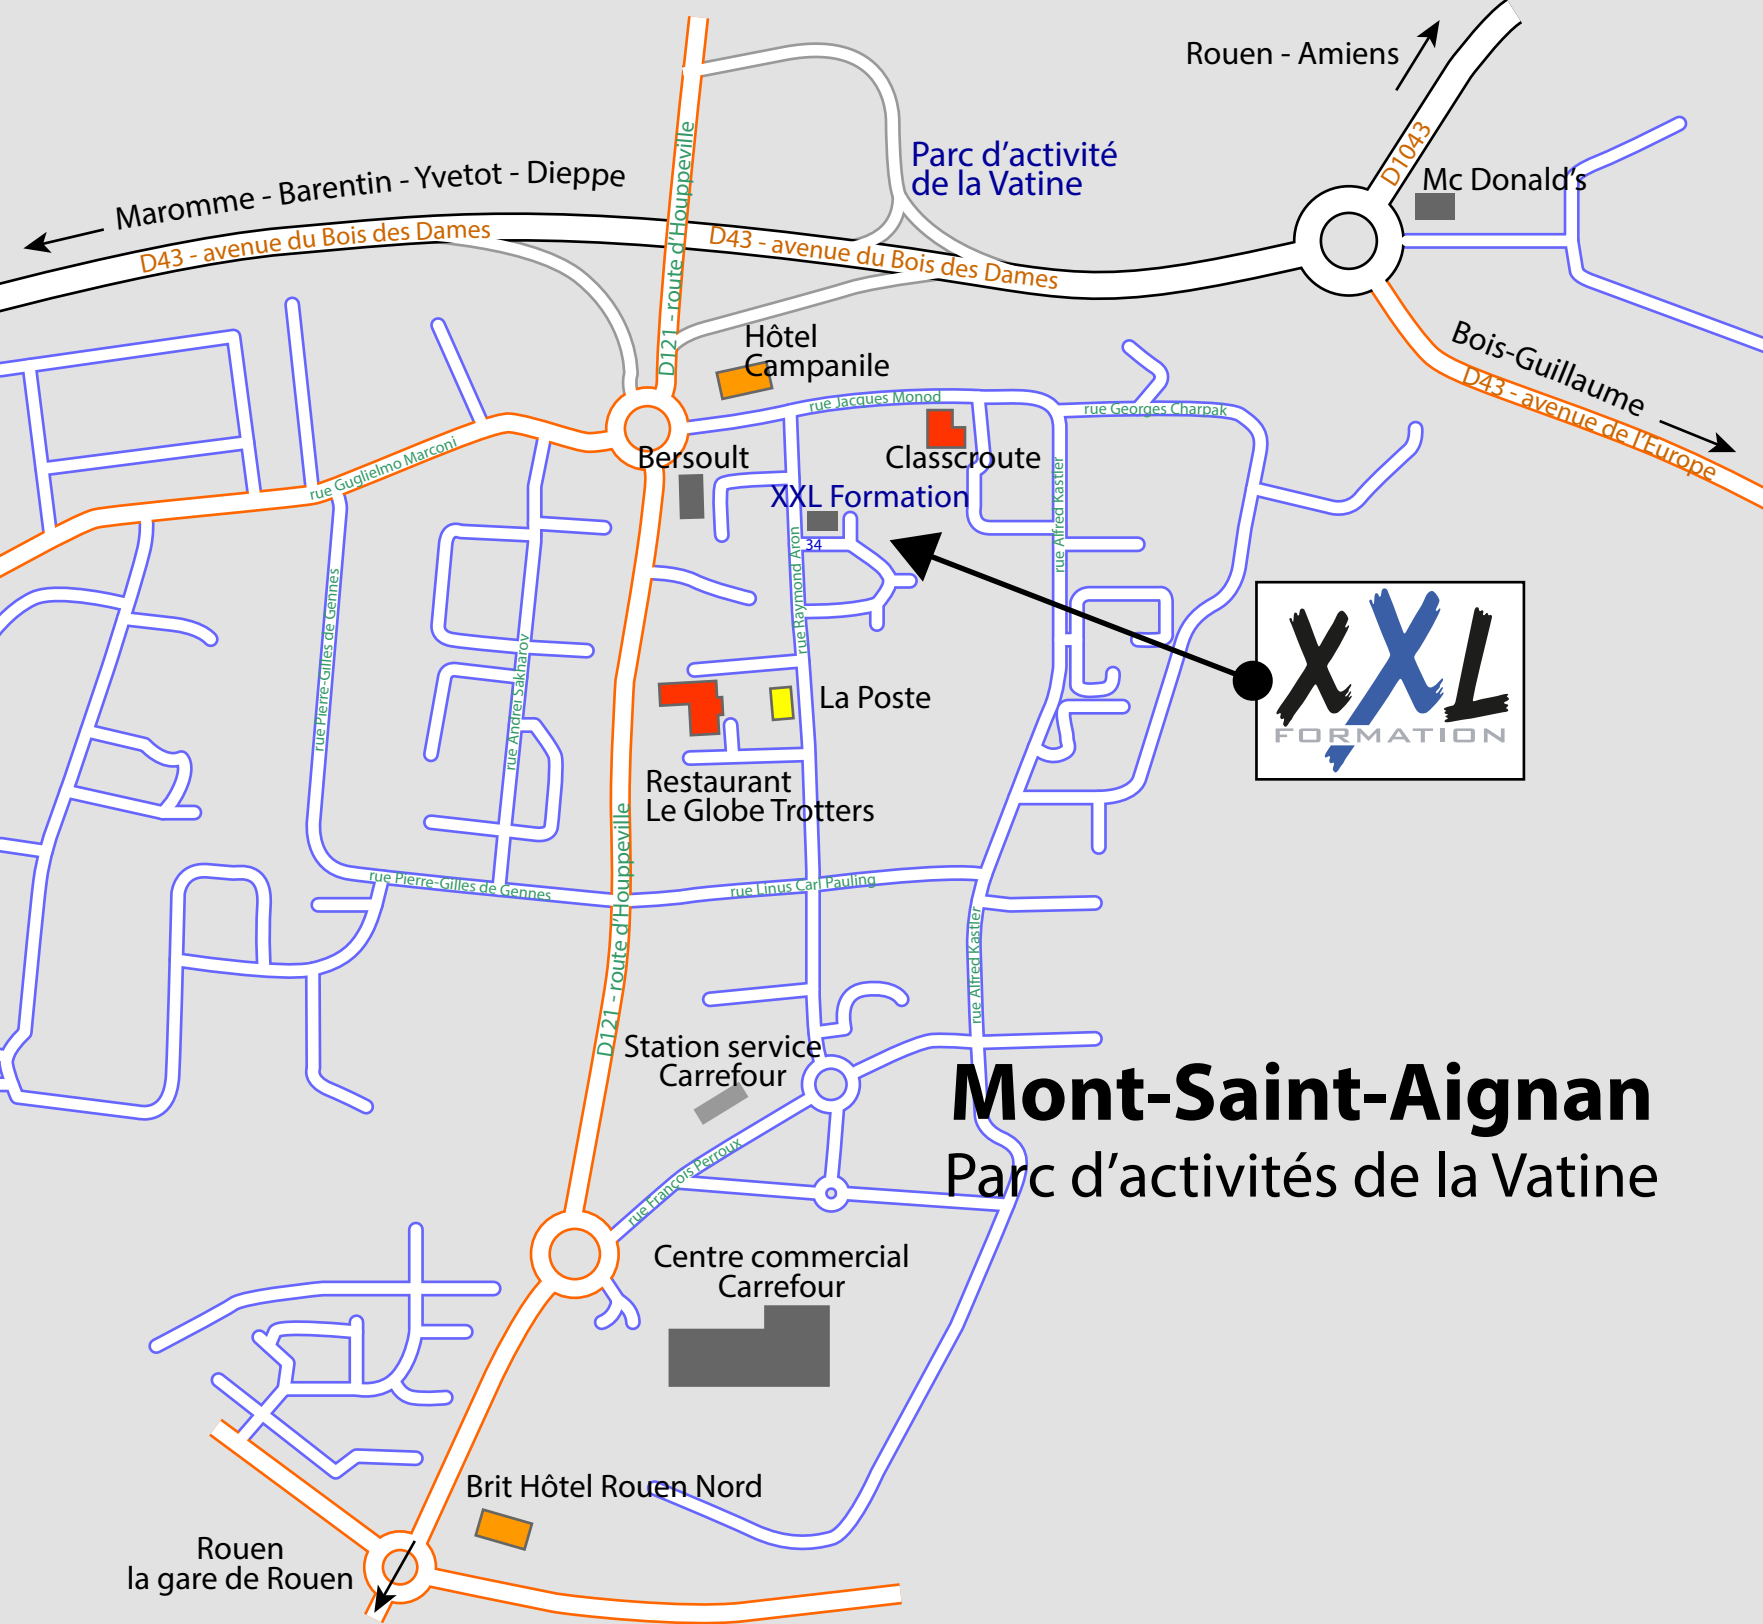 Rouen - Amiens
D1043
Mc Donald's
Parc d'activité
de la Vatine
Maromme - Barentin - Yvetot - Dieppe
D43 - avenue du Bois des Dames
D43 - avenue du Bois des Dames
D121 - route d'Houppeville
Bois-Guillaume
D43 - avenue de l'Europe
Hôtel
Campanile
rue Jacques Monod
rue Georges Charpak
rue Guglielmo Marconi
Bersoult
Classcroute
XXL Formation
34
rue Alfred Kastler
rue Raymond Aron
rue Pierre-Gilles de Gennes
rue Andrei Sakharov
XXL
FORMATION
La Poste
Restaurant
Le Globe Trotters
rue Pierre-Gilles de Gennes
rue Linus Carl Pauling
D121 - route d'Houppeville
rue Alfred Kastler
Station service
Carrefour
Mont-Saint-Aignan
Parc d'activités de la Vatine
rue François Perroux
Centre commercial
Carrefour
Brit Hôtel Rouen Nord
Rouen
la gare de Rouen